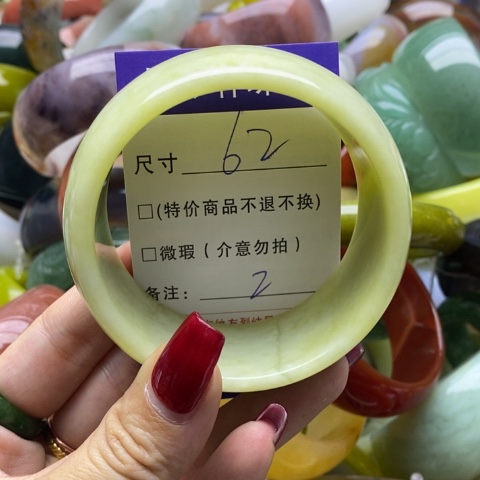 尺寸 62
□(特价商品不退不换)
□微瑕(介意勿拍)
备注: 2